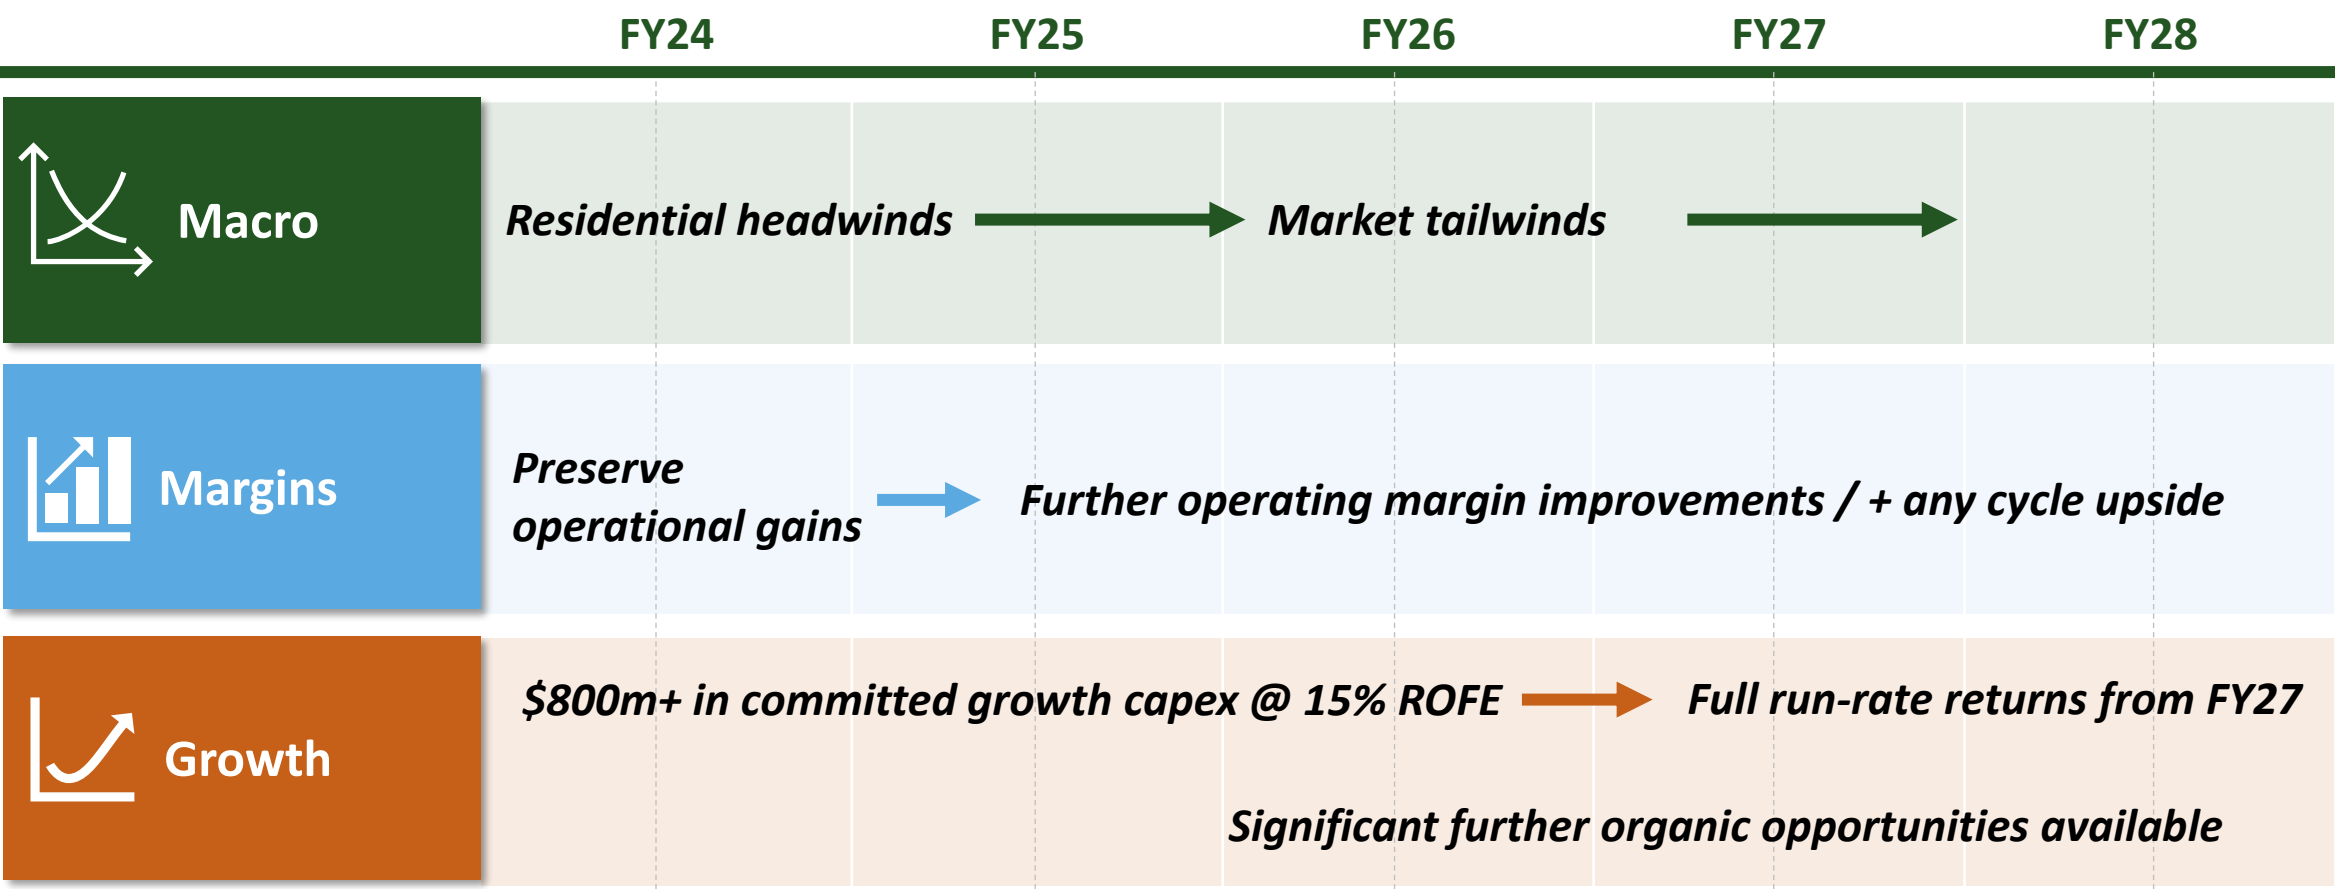 FY24 FY25 FY26 FY27 FY28
Macro
Residential headwinds
Market tailwinds
Margins
Preserve
operational gains
Further operating margin improvements / + any cycle upside
Growth
$800m+ in committed growth capex @ 15% ROFE
Full run-rate returns from FY27
Significant further organic opportunities available